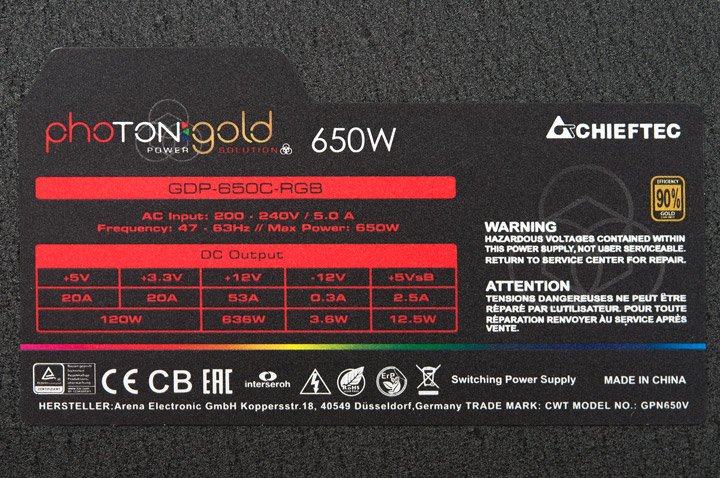 phoTON:gold 650W
POWER SOLUTION
CHIEFTEC
GDP-650C-RGB
EFFICIENCY
90%
GOLD
AC Input: 200 - 240V / 5.0 A
Frequency: 47 - 63Hz // Max Power: 650W
DC Output
+5V +3.3V +12V -12V +5VsB
20A 20A 53A 0.3A 2.5A
120W 636W 3.6W 12.5W
WARNING
HAZARDOUS VOLTAGES CONTAINED WITHIN
THIS POWER SUPPLY, NOT USER SERVICEABLE.
RETURN TO SERVICE CENTER FOR REPAIR.
ATTENTION
TENSIONS DANGEREUSES NE PEUT ÊTRE
RÉPARÉ PAR L'UTILISATEUR. POUR TOUTE
RÉPARATION RENVOYER AU SERVICE APRÈS
VENTE.
CE CB EAC interseroh RoHS ErP Switching Power Supply MADE IN CHINA
HERSTELLER:Arena Electronic GmbH Koppersstr.18, 40549 Düsseldorf,Germany TRADE MARK: CWT MODEL NO.: GPN650V